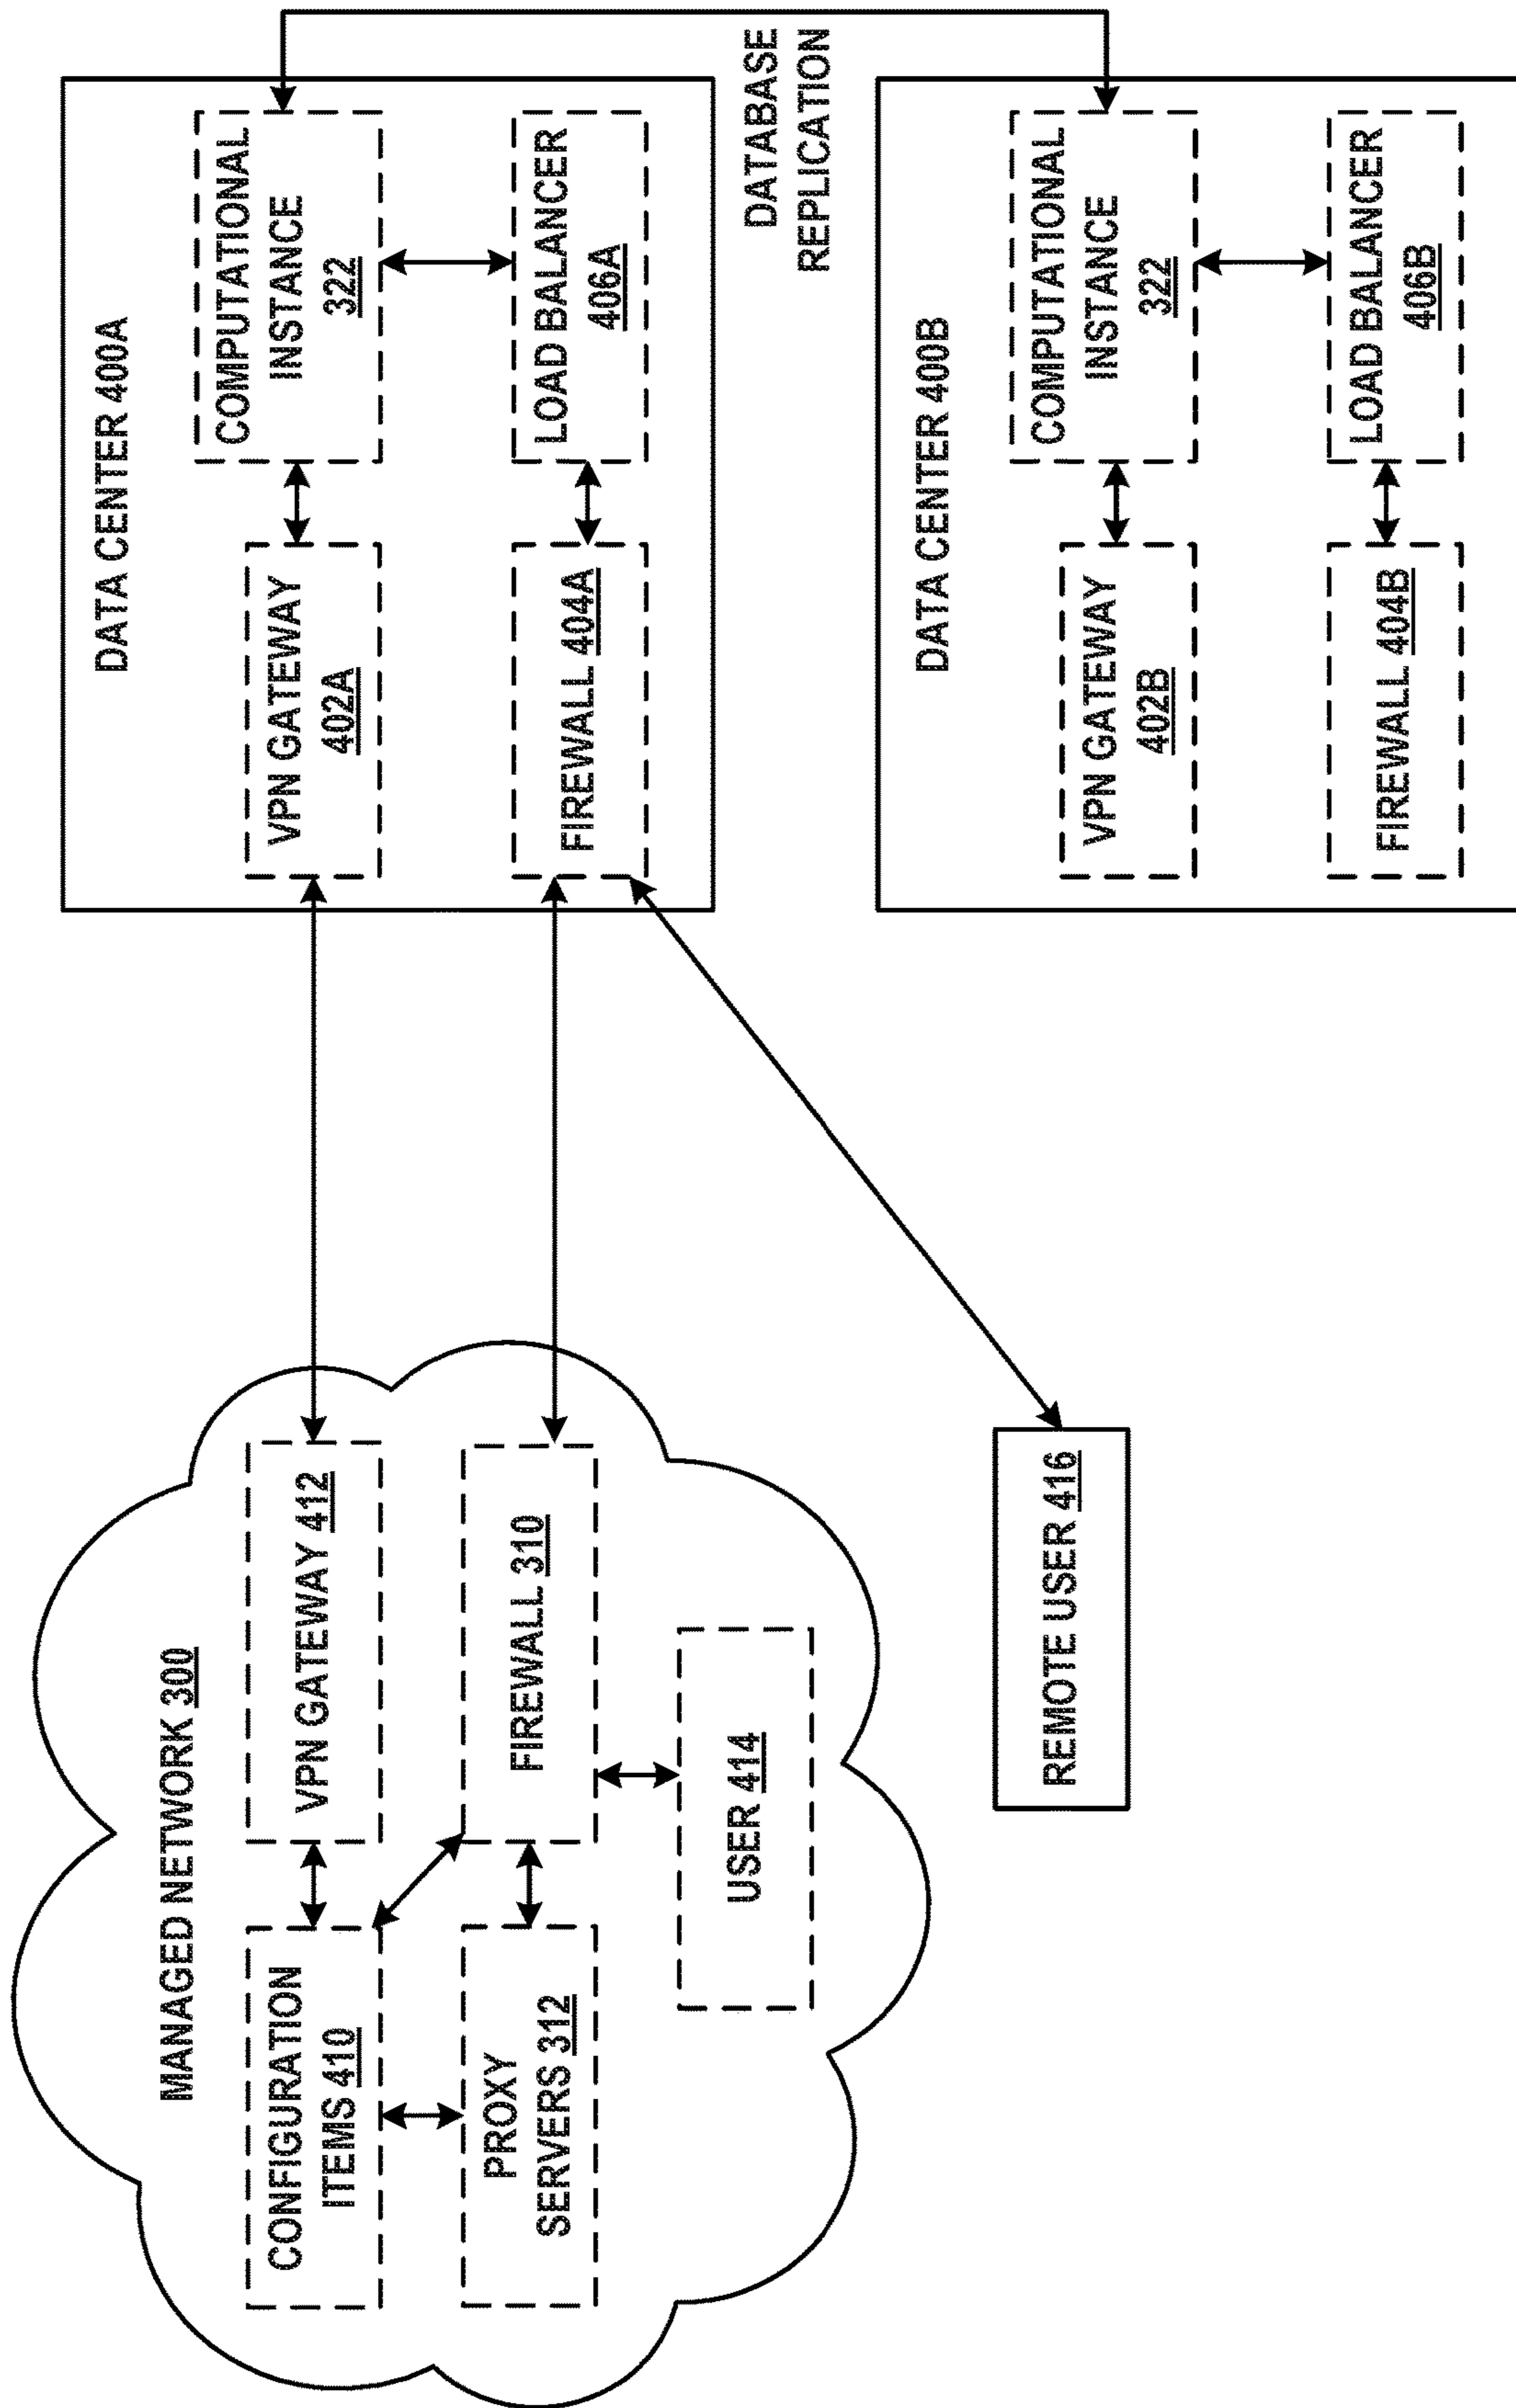 MANAGED NETWORK 300
CONFIGURATION
ITEMS 410
VPN GATEWAY 412
PROXY
SERVERS 312
FIREWALL 310
USER 414
REMOTE USER 416
DATA CENTER 400A
VPN GATEWAY
402A
COMPUTATIONAL
INSTANCE
322
FIREWALL 404A
LOAD BALANCER
406A
DATABASE
REPLICATION
DATA CENTER 400B
VPN GATEWAY
402B
COMPUTATIONAL
INSTANCE
322
FIREWALL 404B
LOAD BALANCER
406B